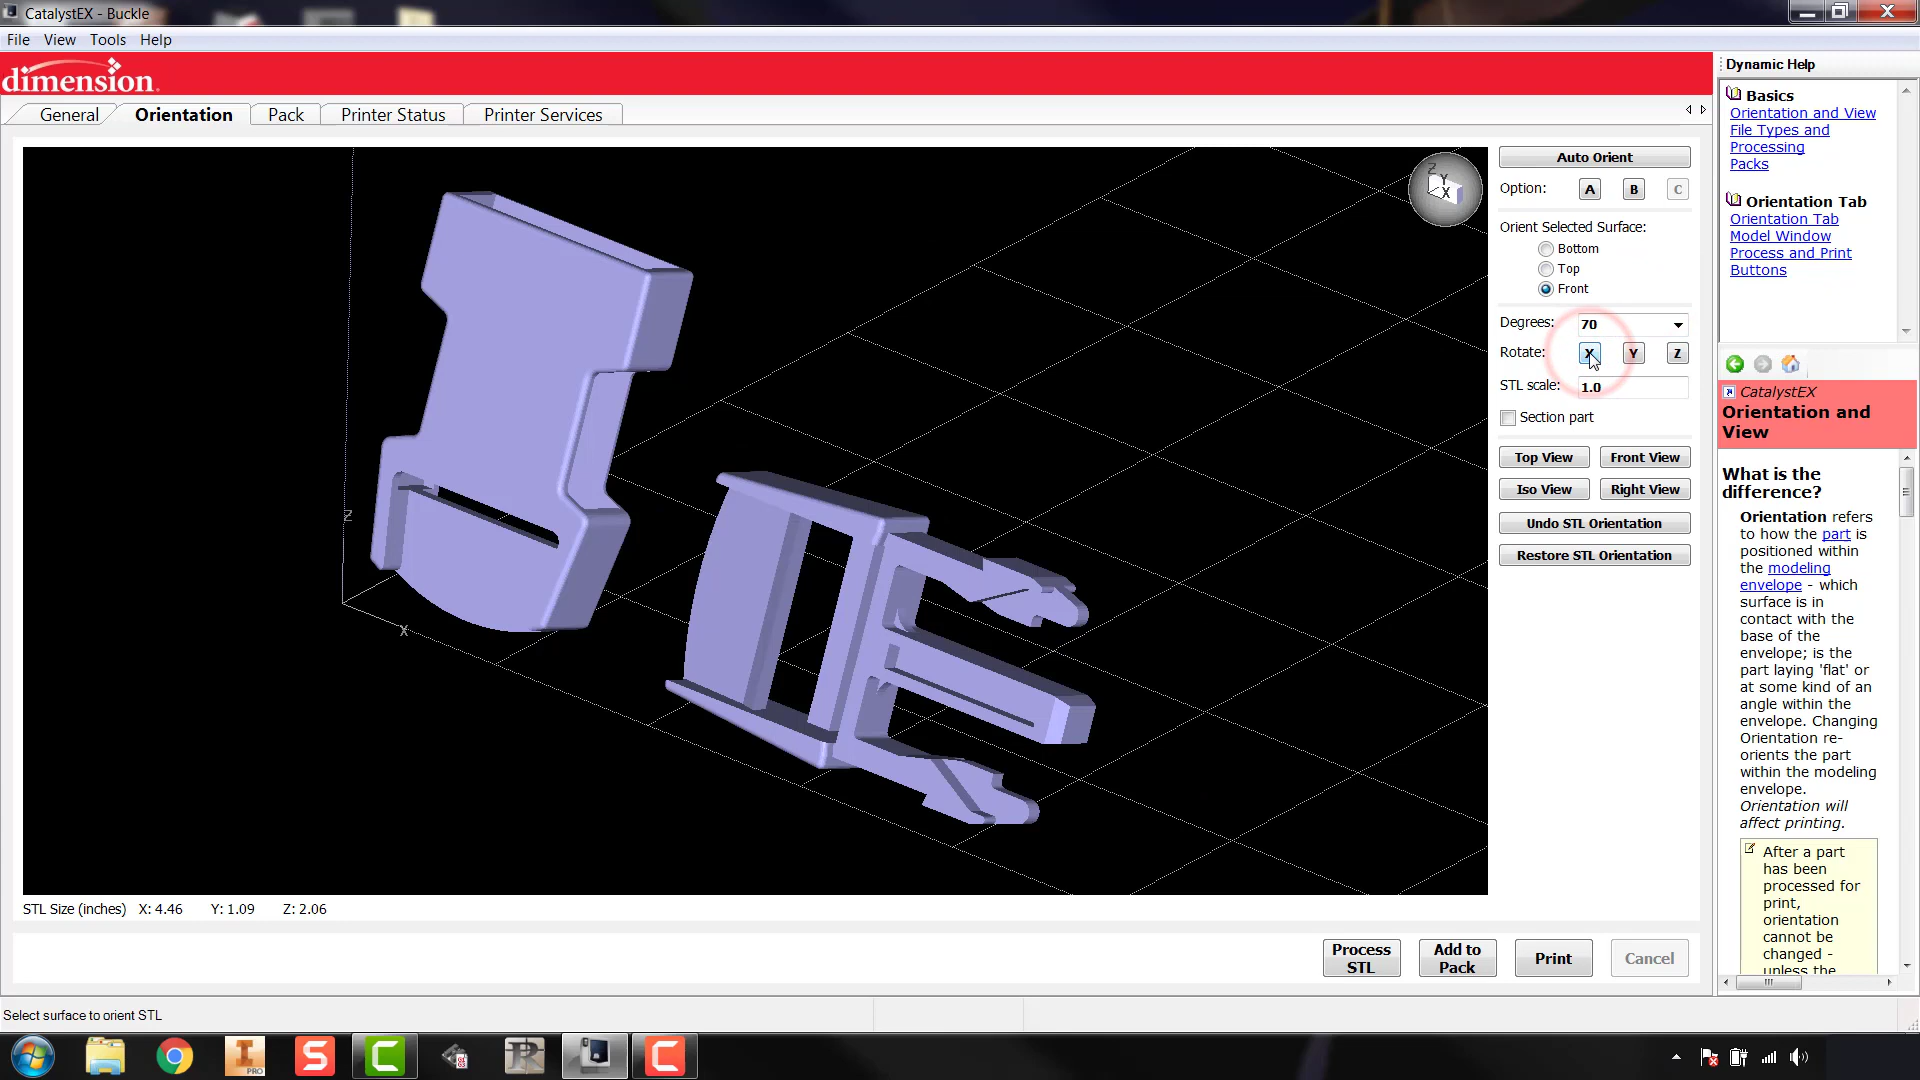 CatalystEX - Buckle
File View Tools Help
dimension
General Orientation Pack Printer Status Printer Services
Z
X
Z
Y
X
Auto Orient
Option: A B C
Orient Selected Surface:
Bottom
Top
Front
Degrees: 70
Rotate: X Y Z
STL scale: 1.0
Section part
Top View Front View
Iso View Right View
Undo STL Orientation
Restore STL Orientation
STL Size (inches) X: 4.46 Y: 1.09 Z: 2.06
Process STL
Add to Pack
Print
Cancel
Select surface to orient STL
Dynamic Help
Basics
Orientation and View
File Types and
Processing
Packs
Orientation Tab
Orientation Tab
Model Window
Process and Print
Buttons
CatalystEX
Orientation and
View
What is the
difference?
Orientation refers
to how the part is
positioned within
the modeling
envelope - which
surface is in
contact with the
base of the
envelope; is the
part laying 'flat' or
at some kind of an
angle within the
envelope. Changing
Orientation re-
orients the part
within the modeling
envelope.
Orientation will
affect printing.
After a part
has been
processed for
print,
orientation
cannot be
changed -
unless the
PRO